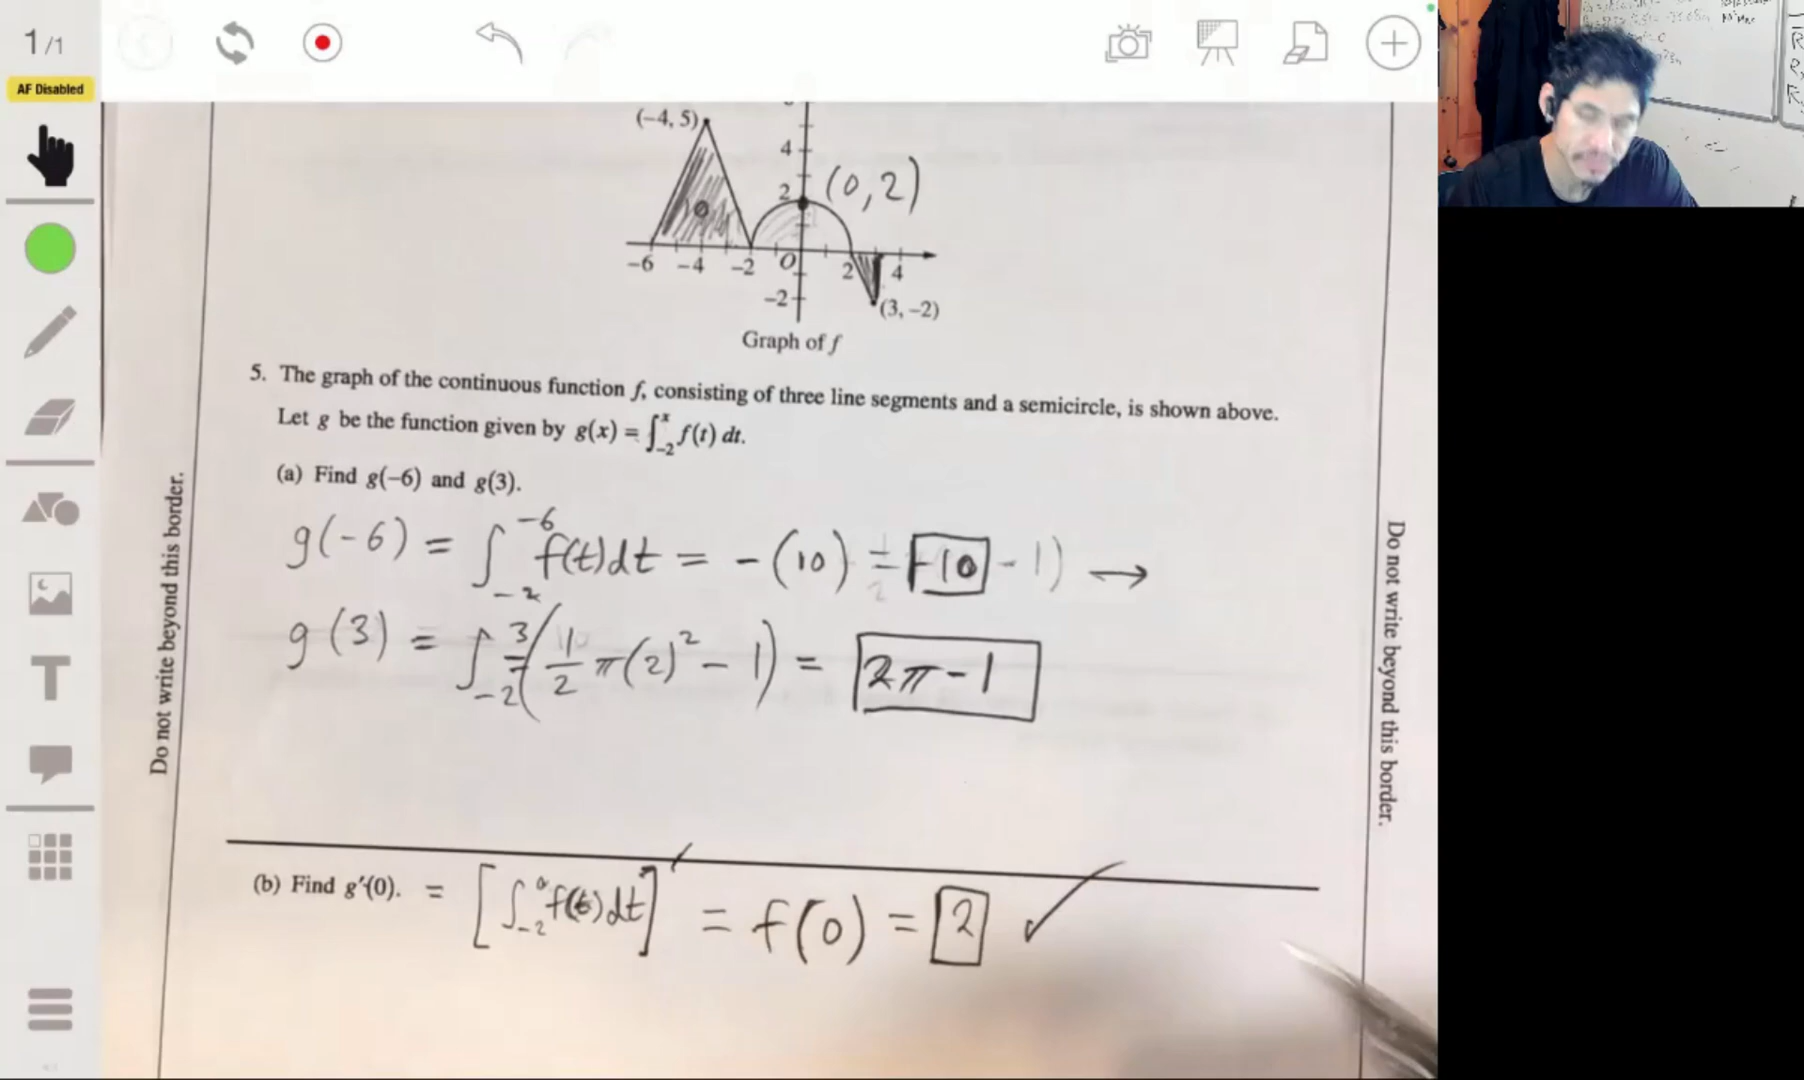 1/1
AF Disabled
(-4, 5)
4
2
(0,2)
-6 -4 -2 O 2 4
-2
(3, -2)
Graph of f
5. The graph of the continuous function f, consisting of three line segments and a semicircle, is shown above.
Let g be the function given by g(x) = ∫_{-2}^{x} f(t) dt.
(a) Find g(-6) and g(3).
g(-6) = ∫_{-2}^{-6} f(t)dt = -(10) = -10 - 1) →
g(3) = ∫_{-2}^{3} = (1/2 π(2)² - 1) = 2π-1
(b) Find g'(0). = [∫_{-2}^{0} f(t)dt]' = f(0) = 2 ✓
Do not write beyond this border.
Do not write beyond this border.
T